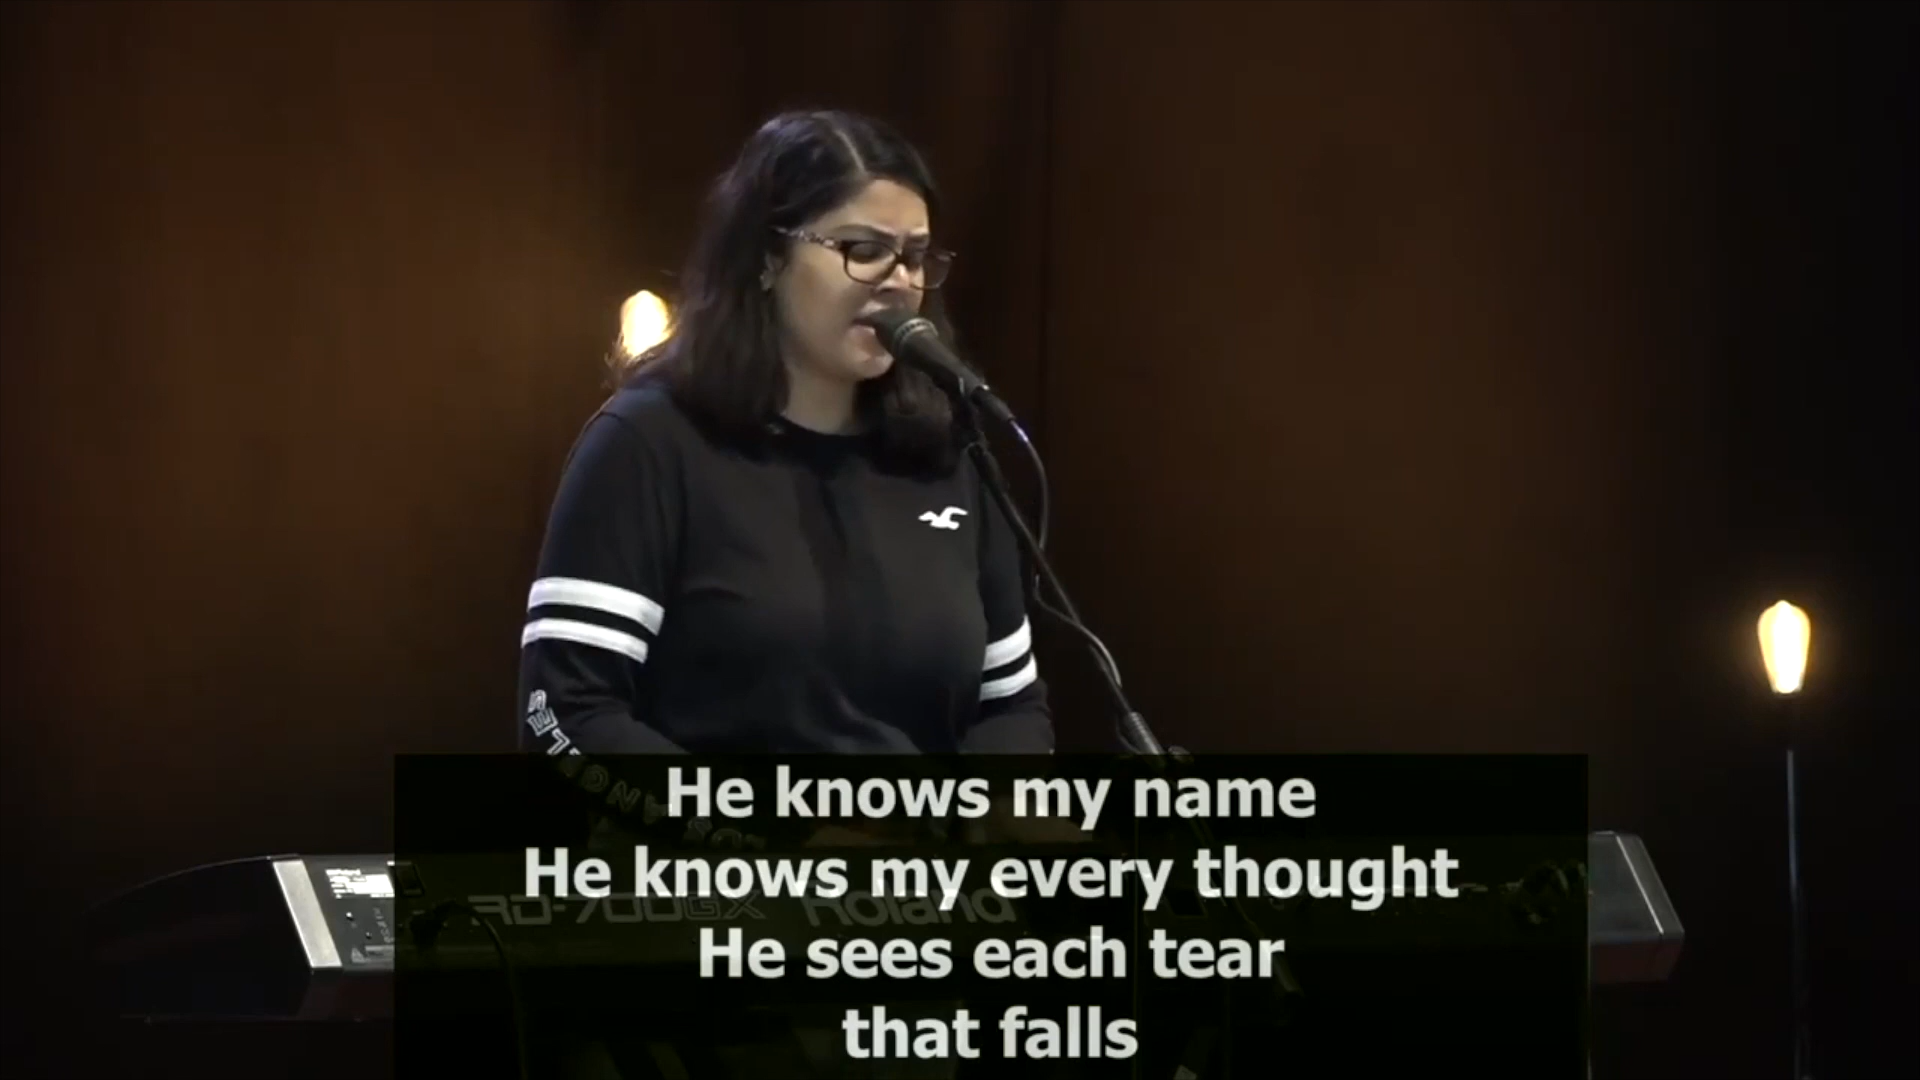 He knows my name
He knows my every thought
He sees each tear
that falls
RD-700GX Roland